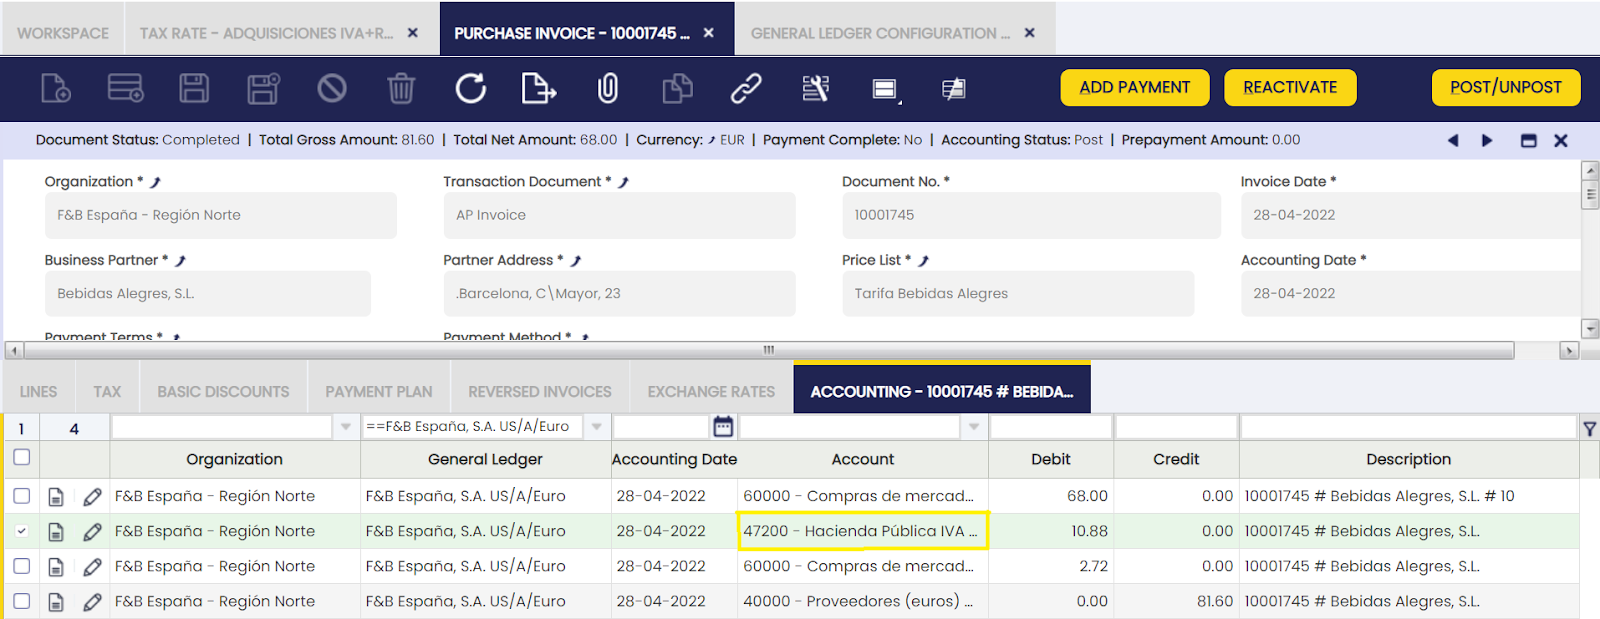 WORKSPACE TAX RATE - ADQUISICIONES IVA+R... PURCHASE INVOICE - 10001745 ... GENERAL LEDGER CONFIGURATION ...
ADD PAYMENT REACTIVATE POST/UNPOST
Document Status: Completed | Total Gross Amount: 81.60 | Total Net Amount: 68.00 | Currency: EUR | Payment Complete: No | Accounting Status: Post | Prepayment Amount: 0.00
Organization * Transaction Document * Document No. * Invoice Date *
F&B España - Región Norte AP Invoice 10001745 28-04-2022
Business Partner * Partner Address * Price List * Accounting Date *
Bebidas Alegres, S.L. .Barcelona, C\Mayor, 23 Tarifa Bebidas Alegres 28-04-2022
Payment Terms * Payment Method *
LINES TAX BASIC DISCOUNTS PAYMENT PLAN REVERSED INVOICES EXCHANGE RATES ACCOUNTING - 10001745 # BEBIDA...
1 4 ==F&B España, S.A. US/A/Euro
Organization General Ledger Accounting Date Account Debit Credit Description
F&B España - Región Norte F&B España, S.A. US/A/Euro 28-04-2022 60000 - Compras de mercad... 68.00 0.00 10001745 # Bebidas Alegres, S.L. # 10
F&B España - Región Norte F&B España, S.A. US/A/Euro 28-04-2022 47200 - Hacienda Pública IVA ... 10.88 0.00 10001745 # Bebidas Alegres, S.L.
F&B España - Región Norte F&B España, S.A. US/A/Euro 28-04-2022 60000 - Compras de mercad... 2.72 0.00 10001745 # Bebidas Alegres, S.L.
F&B España - Región Norte F&B España, S.A. US/A/Euro 28-04-2022 40000 - Proveedores (euros) ... 0.00 81.60 10001745 # Bebidas Alegres, S.L.